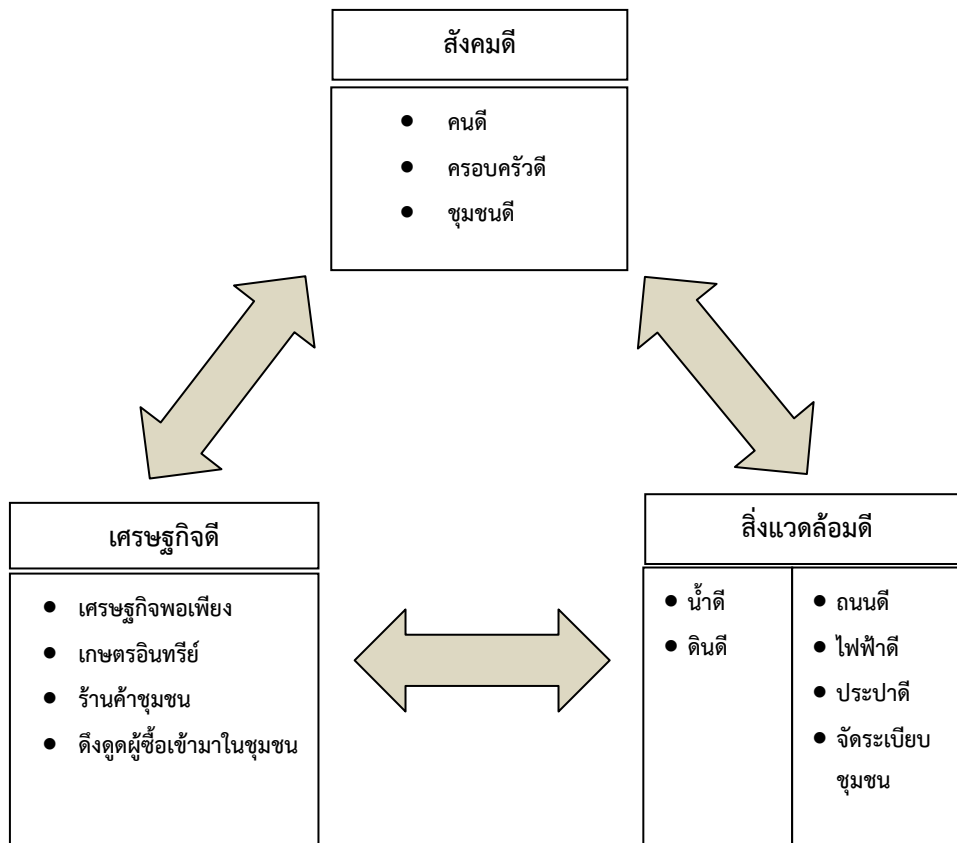 สังคมดี
● คนดี
● ครอบครัวดี
● ชุมชนดี
เศรษฐกิจดี
● เศรษฐกิจพอเพียง
● เกษตรอินทรีย์
● ร้านค้าชุมชน
● ดึงดูดผู้ซื้อเข้ามาในชุมชน
สิ่งแวดล้อมดี
● น้ำดี
● ดินดี
● ถนนดี
● ไฟฟ้าดี
● ประปาดี
● จัดระเบียบ
ชุมชน